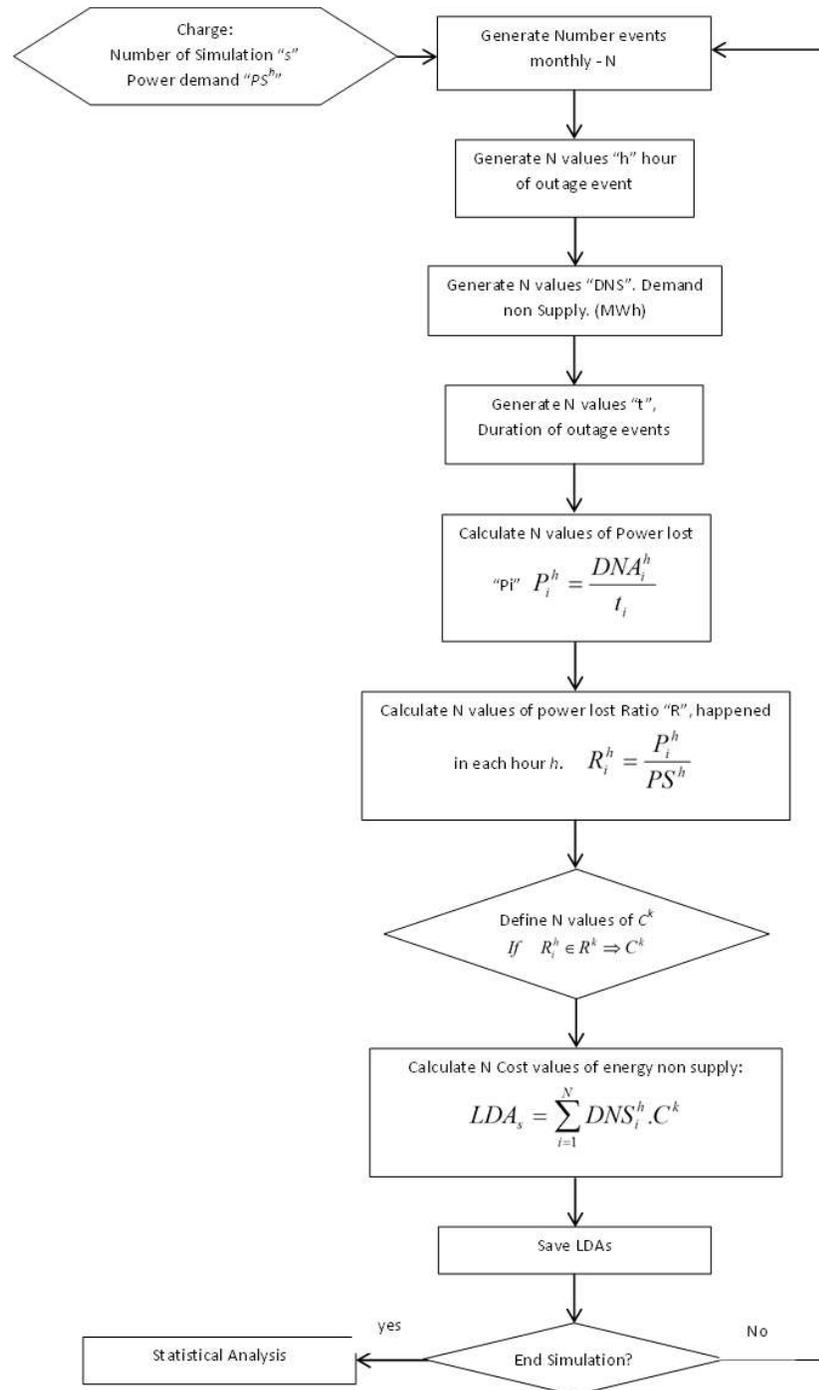 Charge:
Number of Simulation “s”
Power demand “PSʰ”
Generate Number events
monthly - N
Generate N values “h” hour
of outage event
Generate N values “DNS”. Demand
non Supply. (MWh)
Generate N values “t”,
Duration of outage events
Calculate N values of Power lost
“Pi” P_i^h = DNA_i^h / t_i
Calculate N values of power lost Ratio “R”, happened
in each hour h. R_i^h = P_i^h / PS^h
Define N values of C^k
If R_i^h ∈ R^k ⇒ C^k
Calculate N Cost values of energy non supply:
LDA_s = ∑_{i=1}^{N} DNS_i^h .C^k
Save LDAs
yes
No
Statistical Analysis
End Simulation?